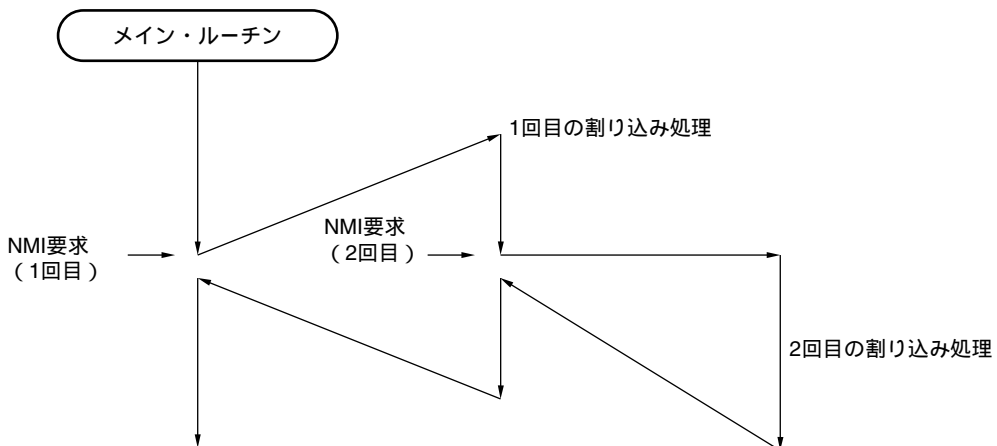 メイン・ルーチン
1回目の割り込み処理
NMI要求
（1回目）
NMI要求
（2回目）
2回目の割り込み処理